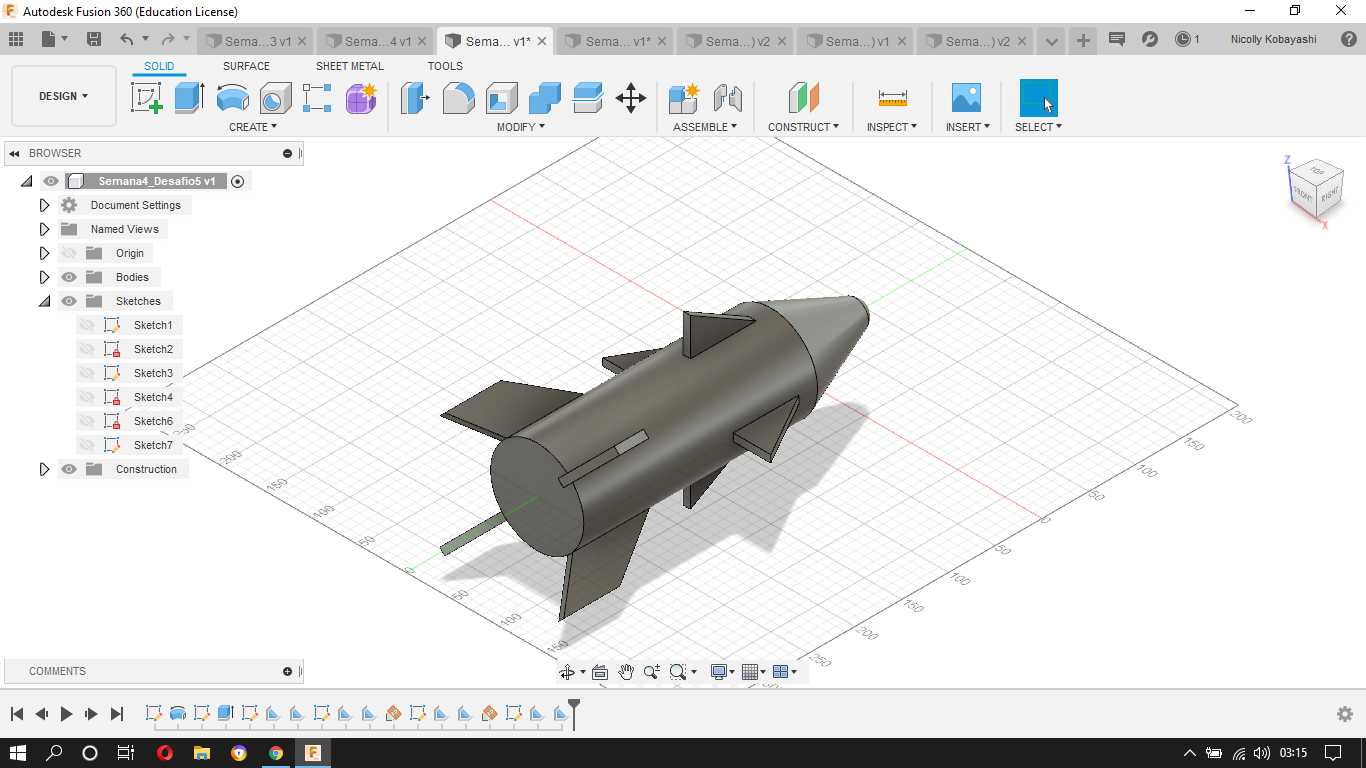 Autodesk Fusion 360 (Education License)
Sema...3 v1
Sema... 4 v1
Sema... v1*
Sema... v1*
Sema...) v2
Sema...) v1
Sema...) v2
1
Nicolly Kobayashi
SOLID
SURFACE
SHEET METAL
TOOLS
DESIGN
CREATE
MODIFY
ASSEMBLE
CONSTRUCT
INSPECT
INSERT
SELECT
BROWSER
Semana4_Desafio5 v1
Document Settings
Named Views
Origin
Bodies
Sketches
Sketch1
Sketch2
Sketch3
Sketch4
Sketch6
Sketch7
Construction
Z
TOP
FRONT
RIGHT
X
200
150
100
50
0
50
100
150
200
250
200
150
100
50
0
50
100
150
COMMENTS
03:15